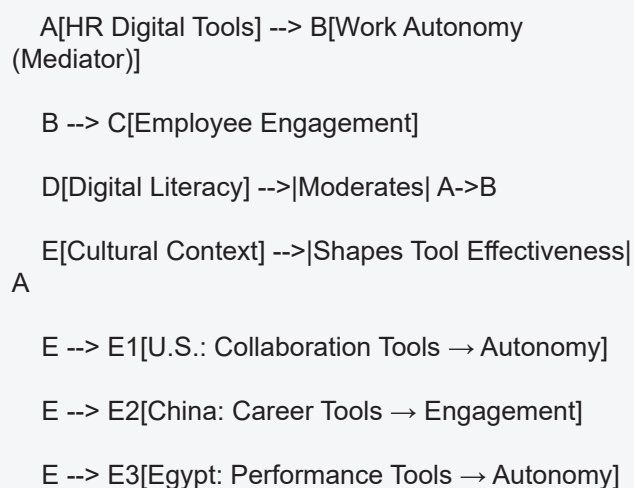 A[HR Digital Tools] --> B[Work Autonomy
(Mediator)]
B --> C[Employee Engagement]
D[Digital Literacy] -->|Moderates| A->B
E[Cultural Context] -->|Shapes Tool Effectiveness|
A
E --> E1[U.S.: Collaboration Tools → Autonomy]
E --> E2[China: Career Tools → Engagement]
E --> E3[Egypt: Performance Tools → Autonomy]